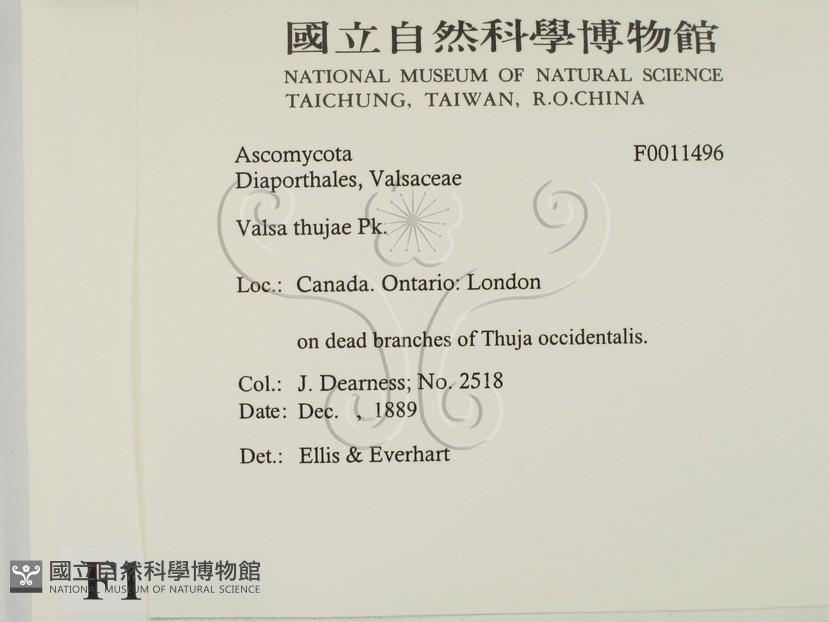 國立自然科學博物館
NATIONAL MUSEUM OF NATURAL SCIENCE
TAICHUNG, TAIWAN, R.O.CHINA
Ascomycota F0011496
Diaporthales, Valsaceae
Valsa thujae Pk.
Loc.: Canada. Ontario: London
on dead branches of Thuja occidentalis.
Col.: J. Dearness; No. 2518
Date: Dec. , 1889
Det.: Ellis & Everhart
國立自然科學博物館
NATIONAL MUSEUM OF NATURAL SCIENCE